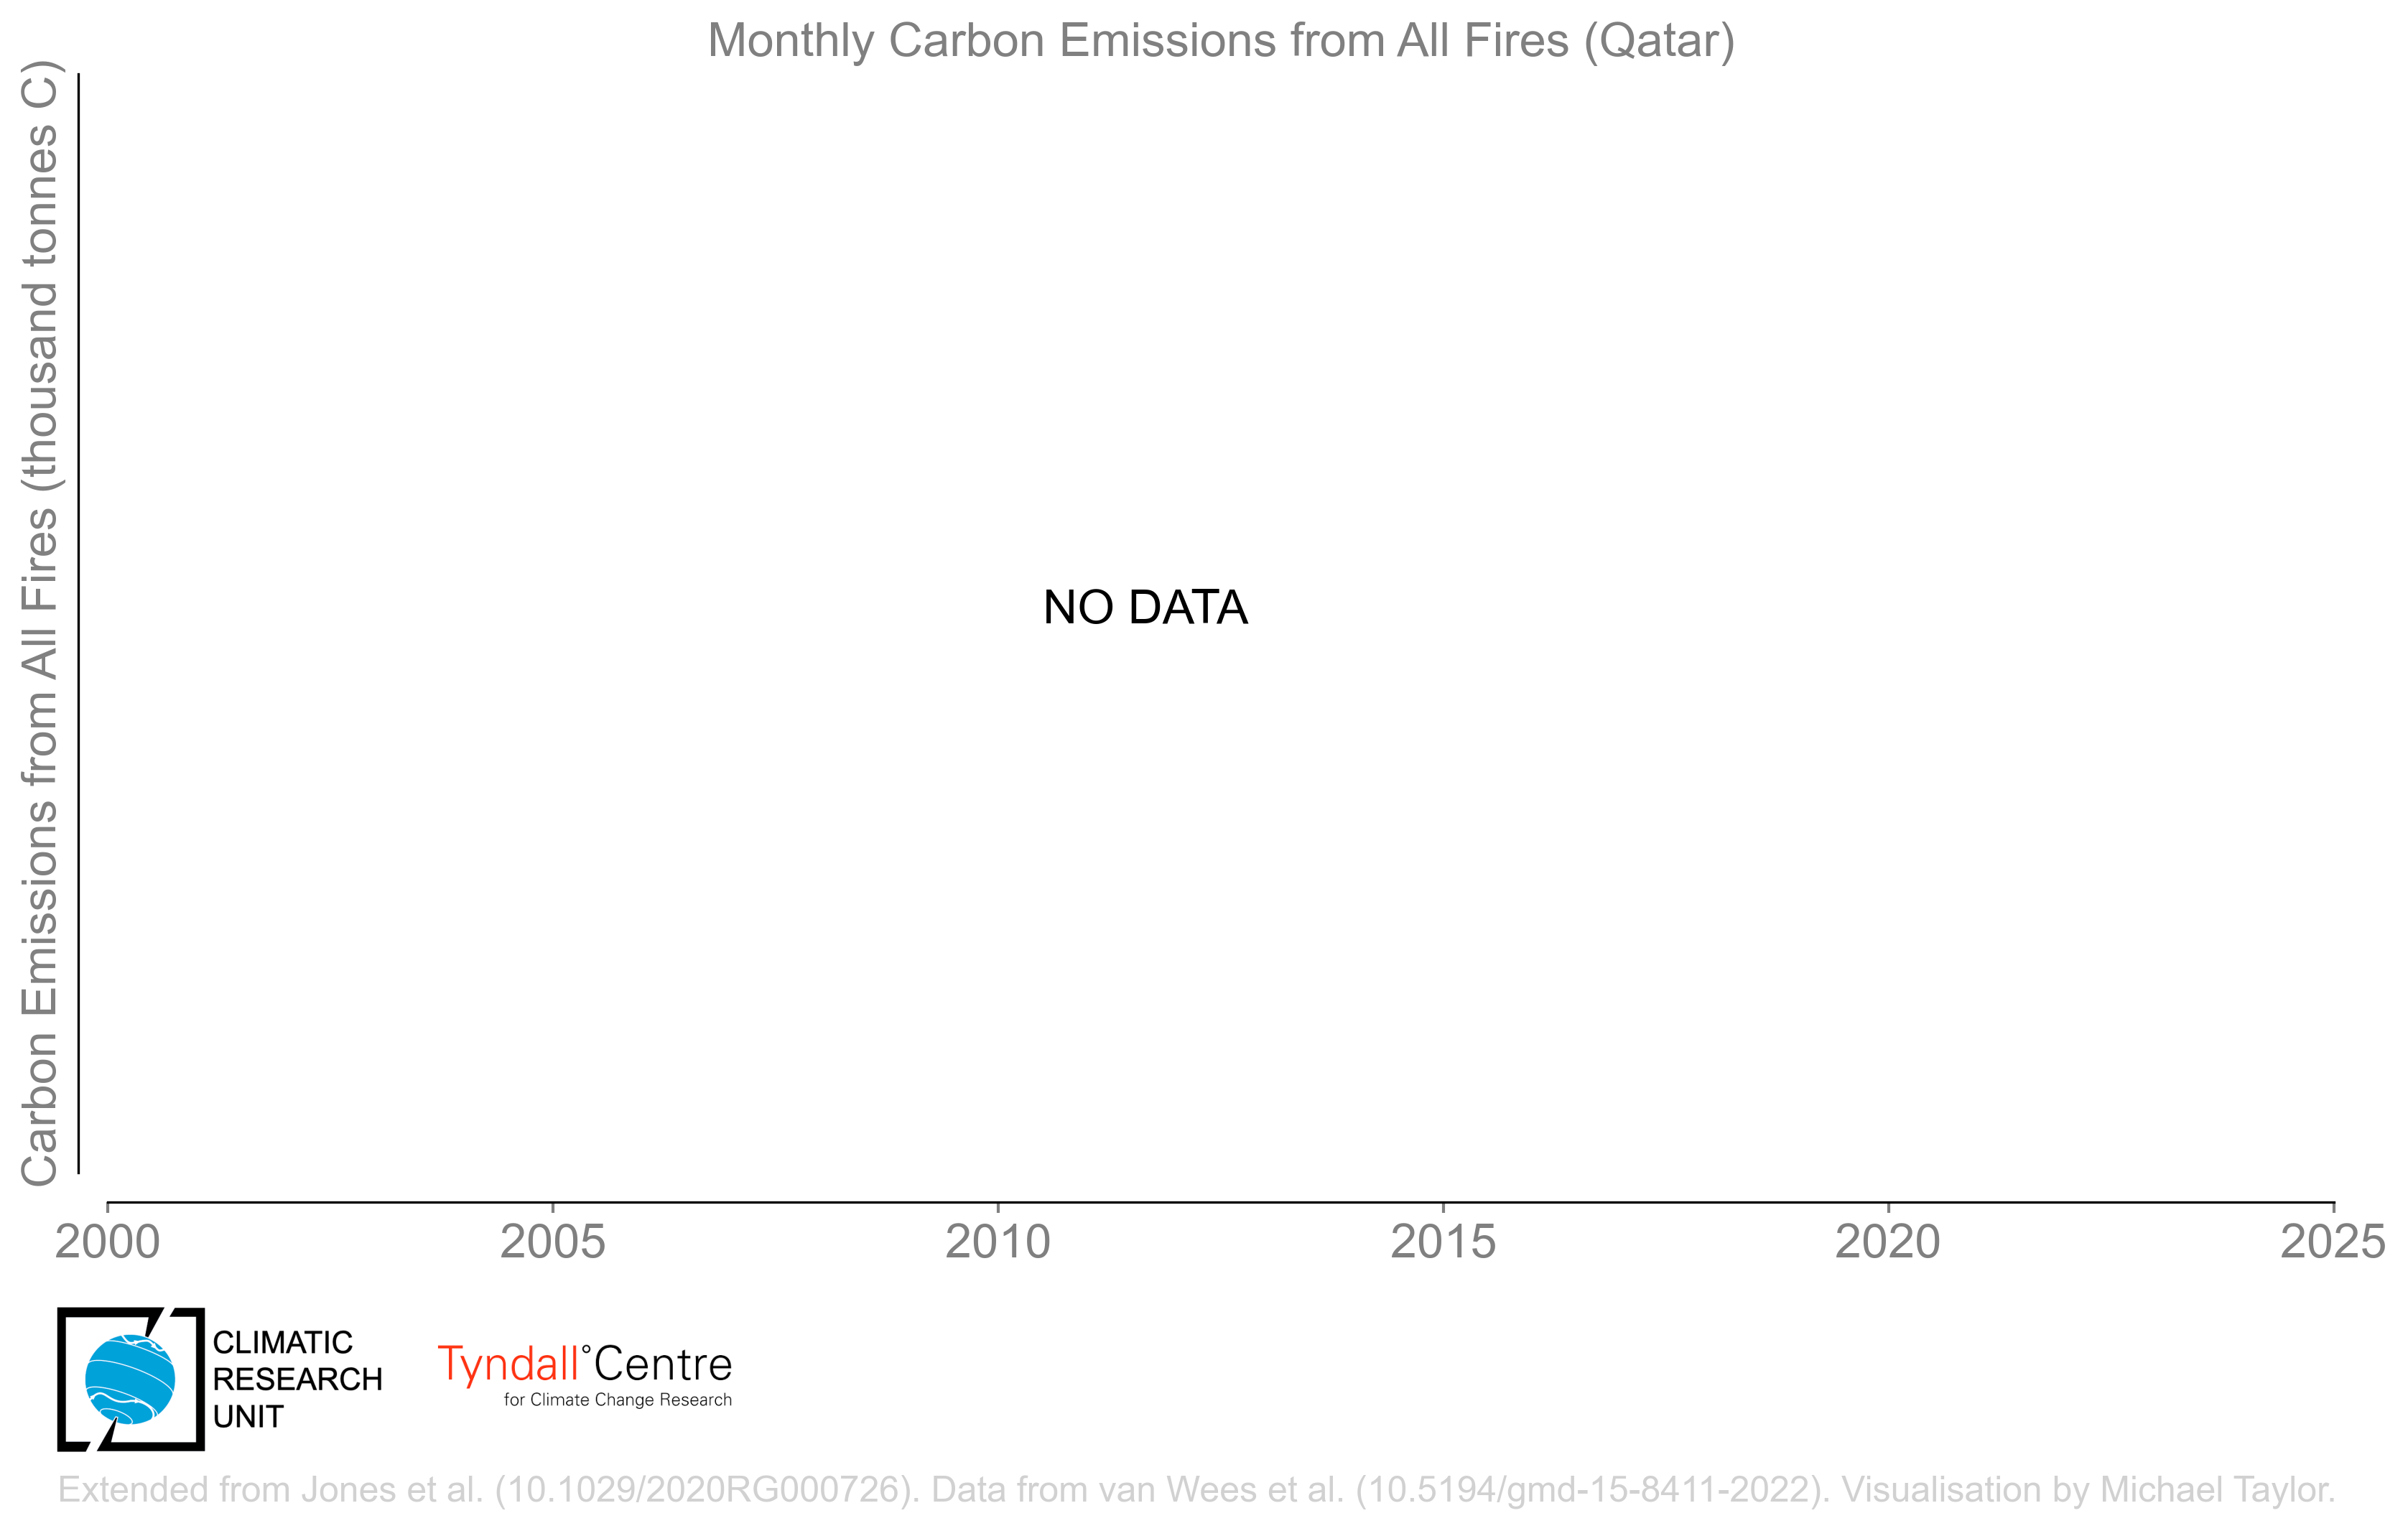 Monthly Carbon Emissions from All Fires (Qatar)
Carbon Emissions from All Fires (thousand tonnes C)
NO DATA
2000 2005 2010 2015 2020 2025
CLIMATIC
RESEARCH
UNIT
Tyndall°Centre
for Climate Change Research
Extended from Jones et al. (10.1029/2020RG000726). Data from van Wees et al. (10.5194/gmd-15-8411-2022). Visualisation by Michael Taylor.